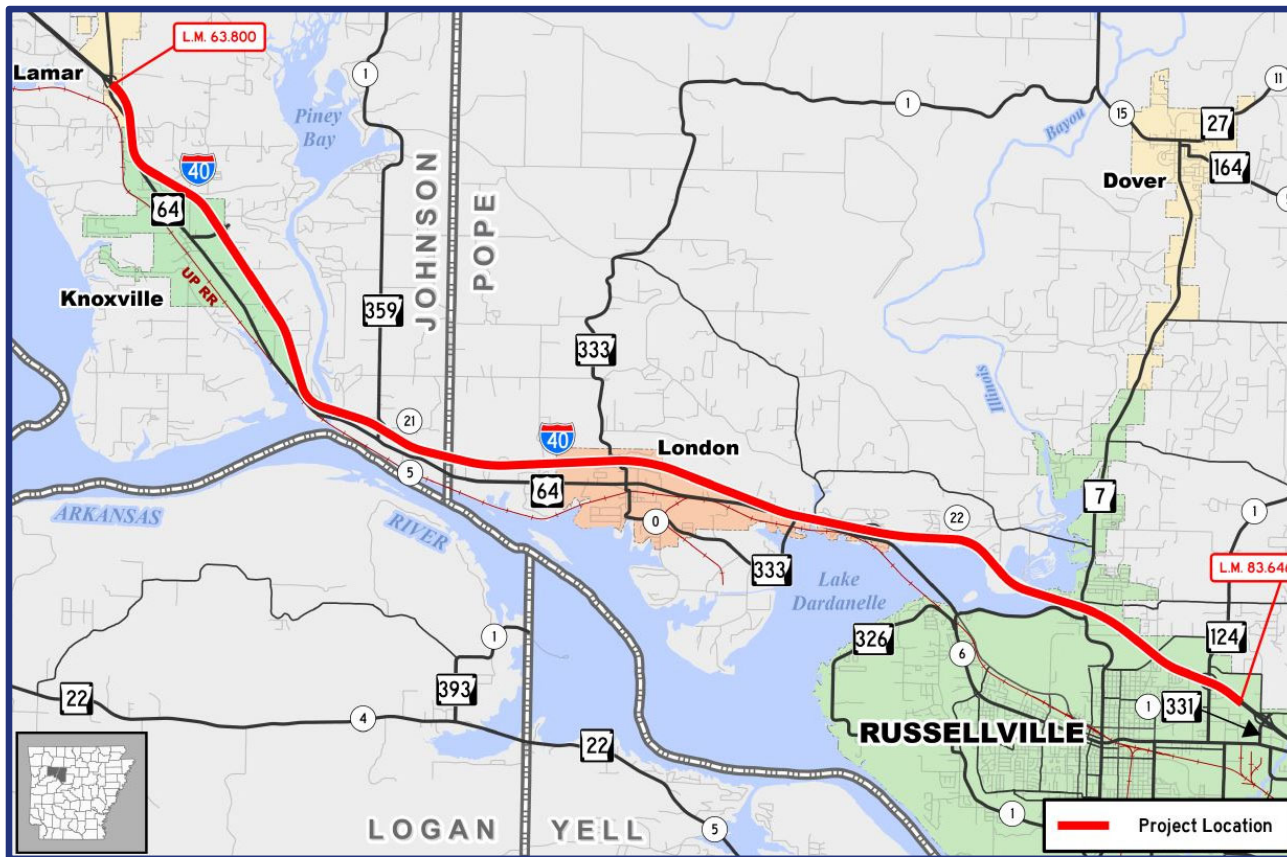 L.M. 63.800
Lamar
1
Piney
Bay
1
11
15
27
Bayou
164
Dover
40
64
JOHNSON
POPE
UP RR
Knoxville
359
333
Illinois
21
London
40
7
5
64
22
1
ARKANSAS
RIVER
0
333
Lake
Dardanelle
L.M. 83.646
326
124
1
6
393
22
1
331
4
RUSSELLVILLE
22
1
5
LOGAN
YELL
Project Location